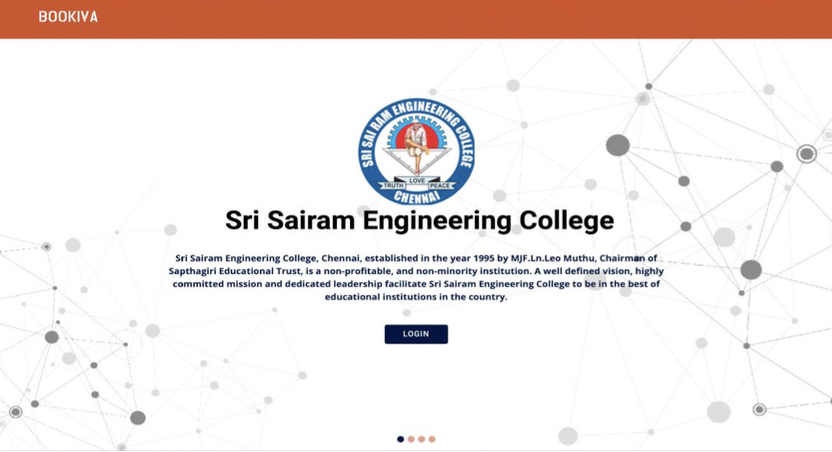 BOOKIVA
SRI SAI RAM ENGINEERING COLLEGE
TRUTH LOVE PEACE
CHENNAI
Sri Sairam Engineering College
Sri Sairam Engineering College, Chennai, established in the year 1995 by MJF.Ln.Leo Muthu, Chairman of
Sapthagiri Educational Trust, is a non-profitable, and non-minority institution. A well defined vision, highly
committed mission and dedicated leadership facilitate Sri Sairam Engineering College to be in the best of
educational institutions in the country.
LOGIN